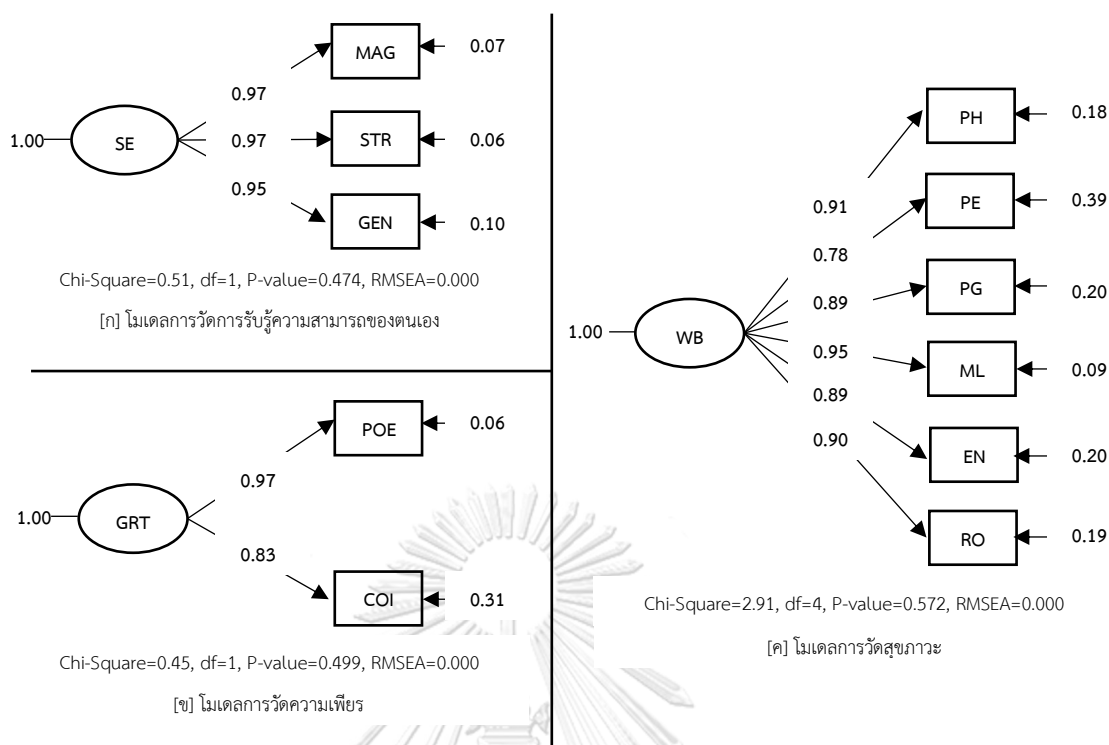 MAG
0.07
0.97
1.00
SE
0.97
STR
0.06
0.95
GEN
0.10
Chi-Square=0.51, df=1, P-value=0.474, RMSEA=0.000
[ก] โมเดลการวัดการรับรู้ความสามารถของตนเอง
POE
0.06
0.97
1.00
GRT
0.83
COI
0.31
Chi-Square=0.45, df=1, P-value=0.499, RMSEA=0.000
[ข] โมเดลการวัดความเพียร
PH
0.18
0.91
PE
0.39
0.78
0.89
PG
0.20
1.00
WB
0.95
ML
0.09
0.89
0.90
EN
0.20
RO
0.19
Chi-Square=2.91, df=4, P-value=0.572, RMSEA=0.000
[ค] โมเดลการวัดสุขภาวะ